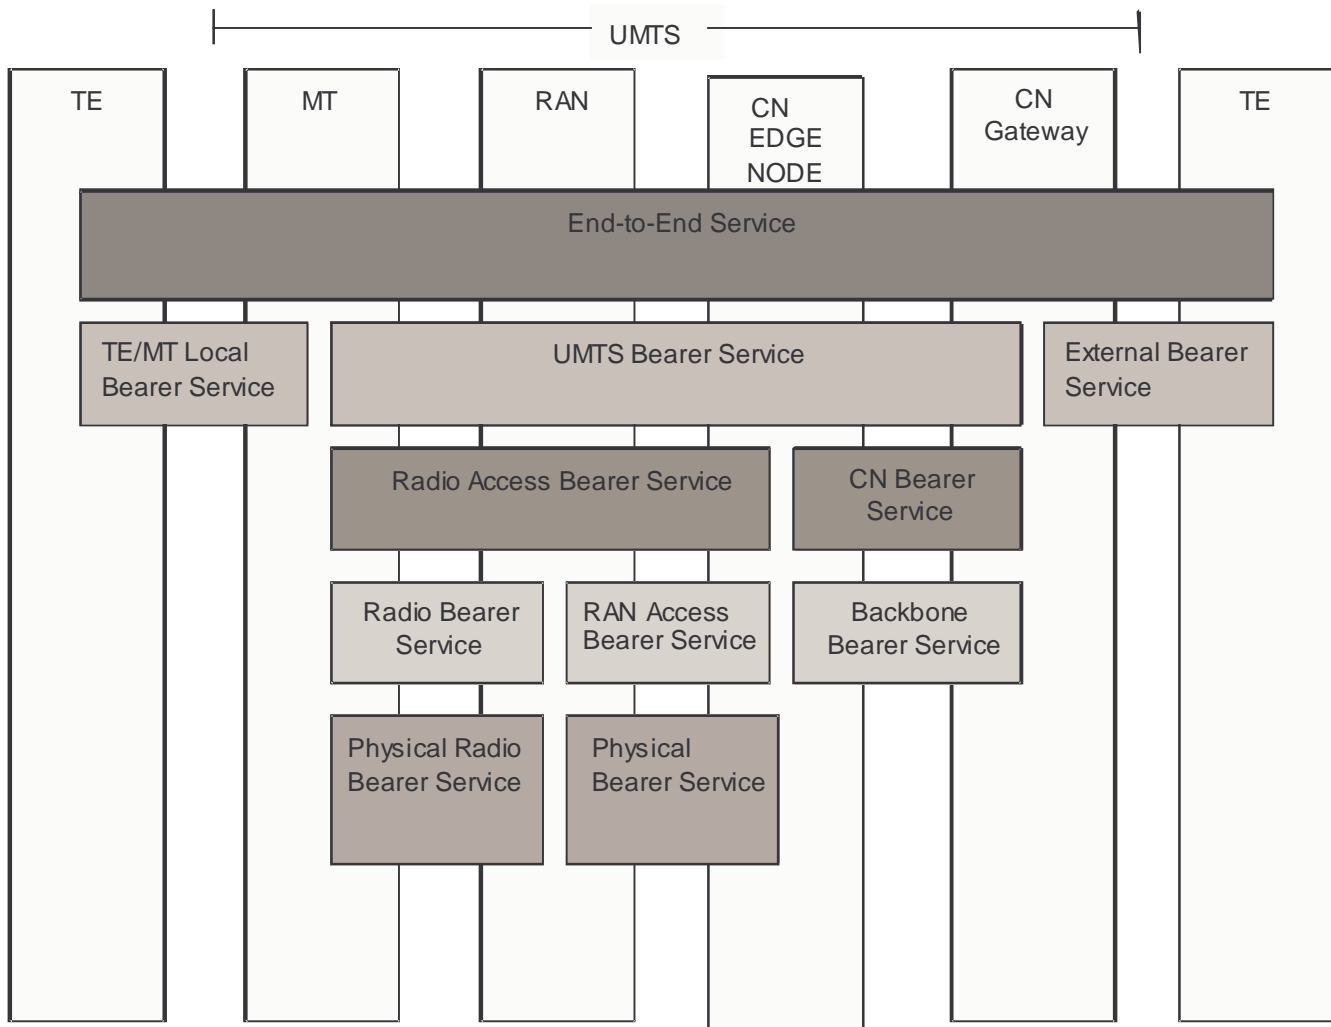 UMTS
TE
MT
RAN
CN
EDGE
NODE
CN
Gateway
TE
End-to-End Service
TE/MT Local
Bearer Service
UMTS Bearer Service
External Bearer
Service
Radio Access Bearer Service
CN Bearer
Service
Radio Bearer
Service
RAN Access
Bearer Service
Backbone
Bearer Service
Physical Radio
Bearer Service
Physical
Bearer Service